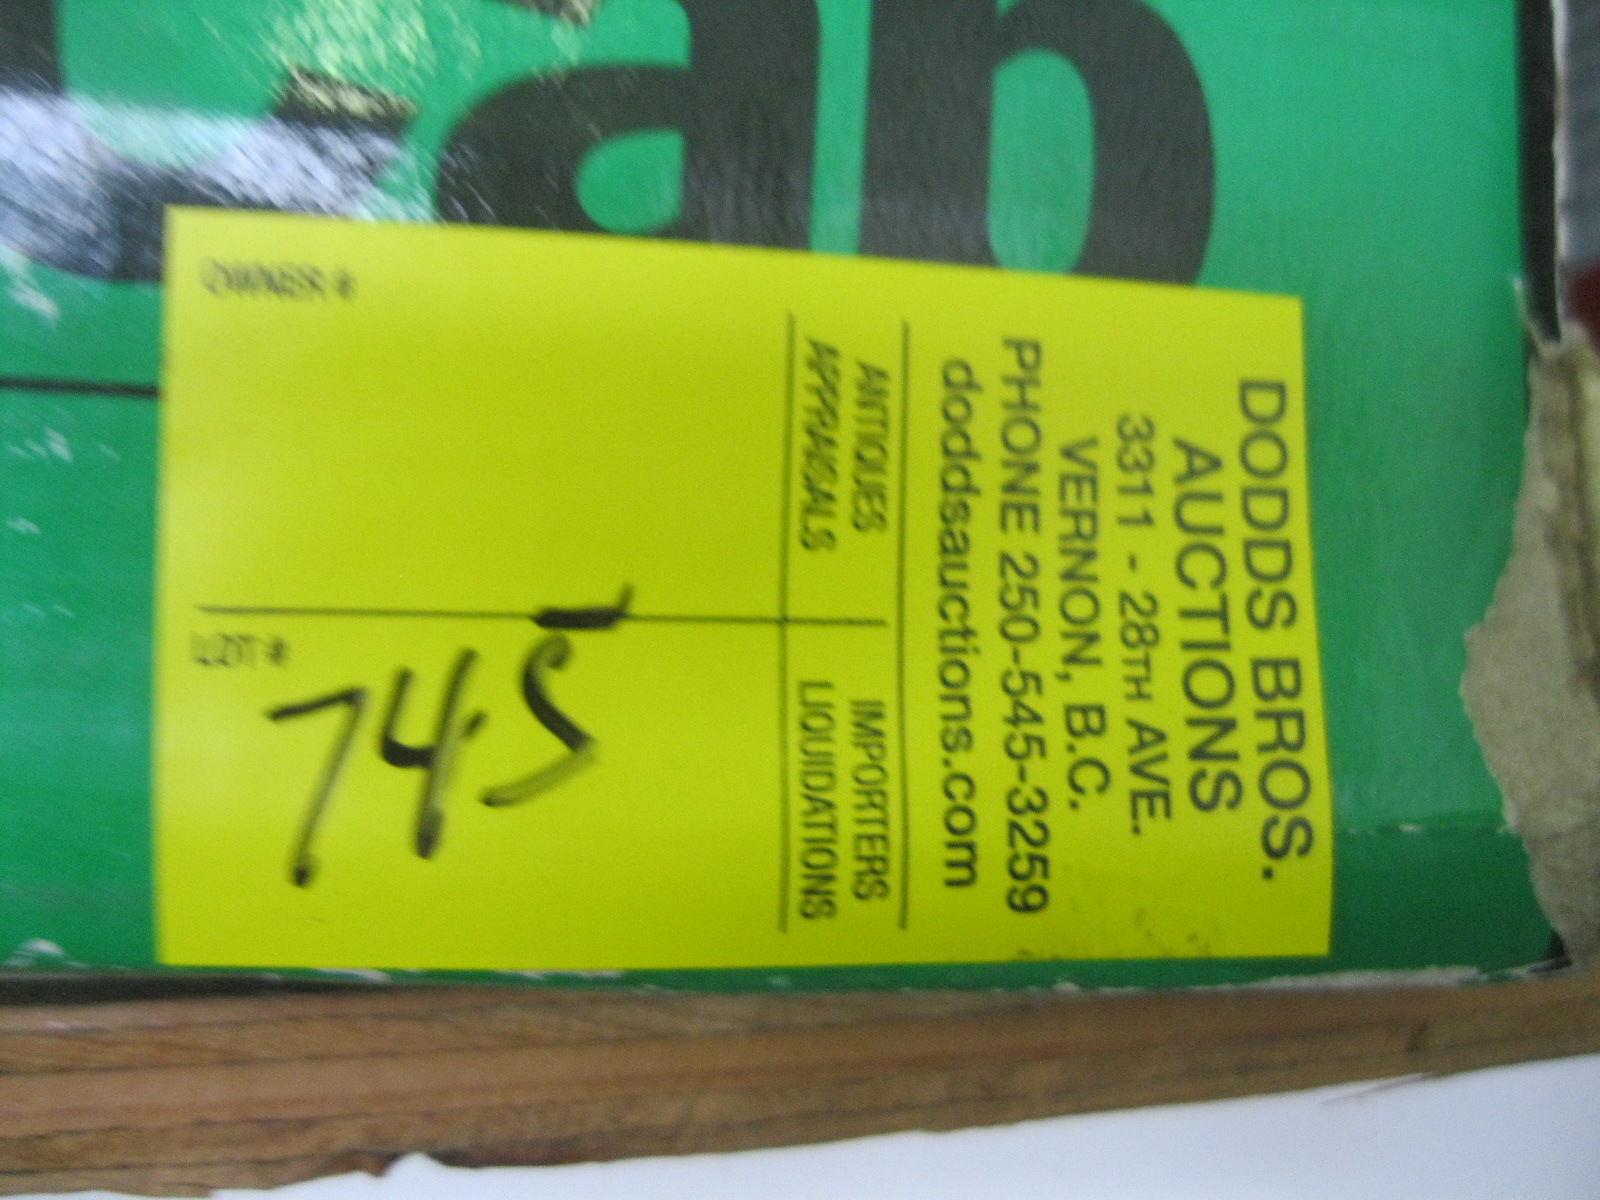 Lab
DODDS BROS.
AUCTIONS
3311 - 28TH AVE.
VERNON, B.C.
PHONE 250-545-3259
doddsauctions.com
ANTIQUES IMPORTERS
APPRAISALS LIQUIDATIONS
OWNER #
LOT #
745